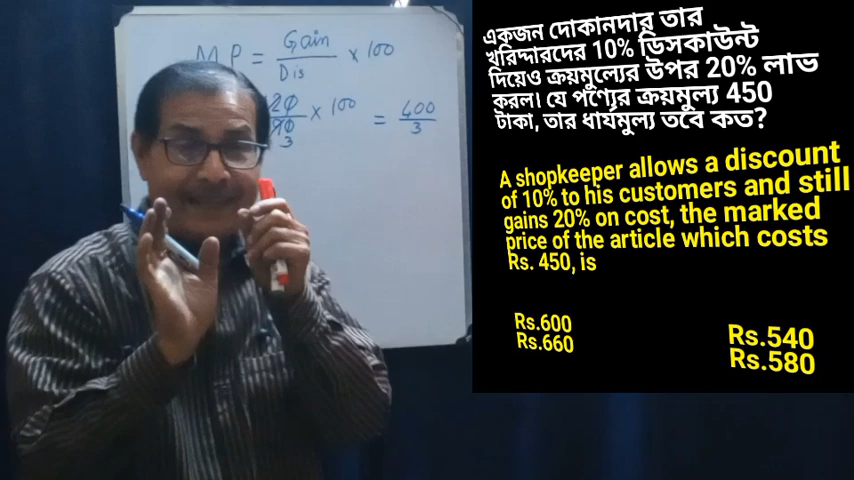 M P = Gain / Dis × 100
20 / 90 3 × 100 = 400 / 3
একজন দোকানদার তার
খরিদ্দারদের 10% ডিসকাউন্ট
দিয়েও ক্রয়মূল্যের উপর 20% লাভ
করল। যে পণ্যের ক্রয়মুল্য 450
টাকা, তার ধার্যমুল্য তবে কত?
A shopkeeper allows a discount
of 10% to his customers and still
gains 20% on cost, the marked
price of the article which costs
Rs. 450, is
Rs.600
Rs.660
Rs.540
Rs.580